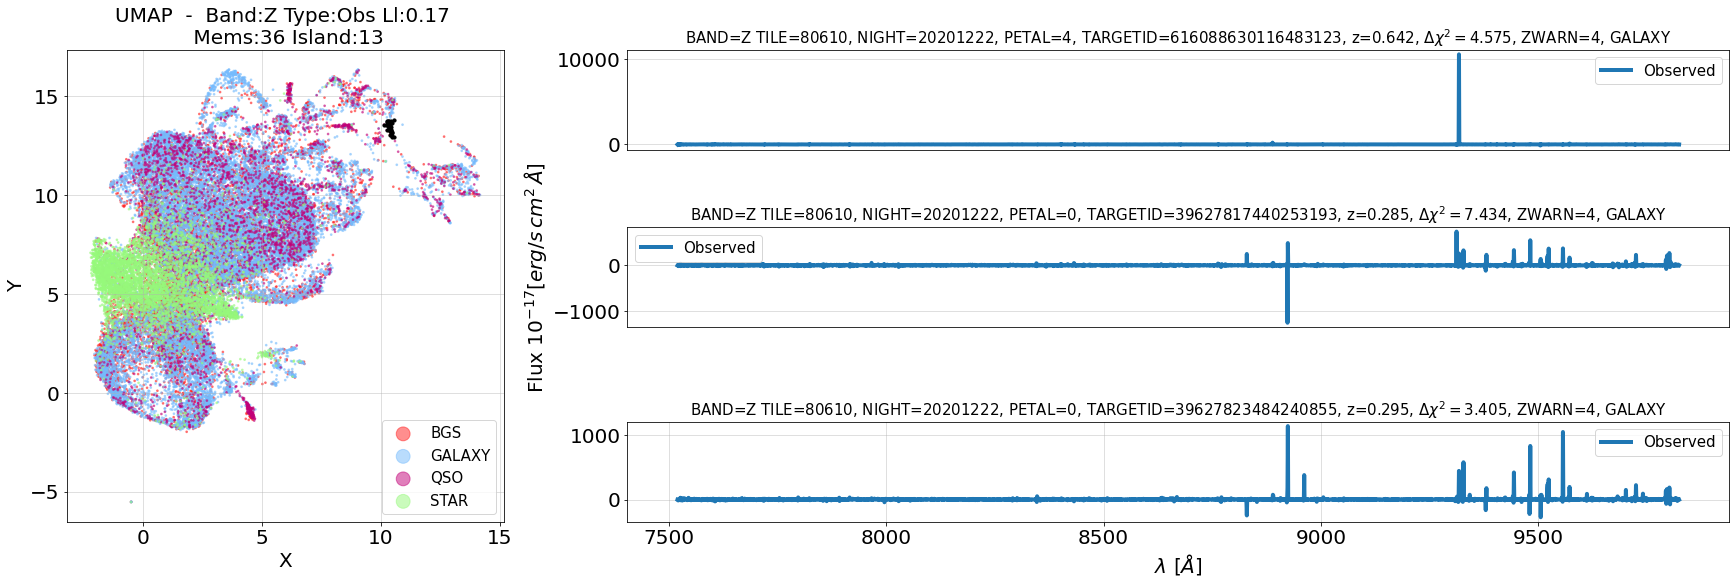 UMAP - Band:Z Type:Obs Ll:0.17
Mems:36 Island:13
15
10
5
0
−5
Y
0
5
10
15
X
BGS
GALAXY
QSO
STAR
Flux 10⁻¹⁷[erg/s cm² Å]
BAND=Z TILE=80610, NIGHT=20201222, PETAL=4, TARGETID=616088630116483123, z=0.642, Δχ² = 4.575, ZWARN=4, GALAXY
10000
0
Observed
BAND=Z TILE=80610, NIGHT=20201222, PETAL=0, TARGETID=39627817440253193, z=0.285, Δχ² = 7.434, ZWARN=4, GALAXY
0
−1000
Observed
BAND=Z TILE=80610, NIGHT=20201222, PETAL=0, TARGETID=39627823484240855, z=0.295, Δχ² = 3.405, ZWARN=4, GALAXY
1000
0
Observed
7500
8000
8500
9000
9500
λ [Å]